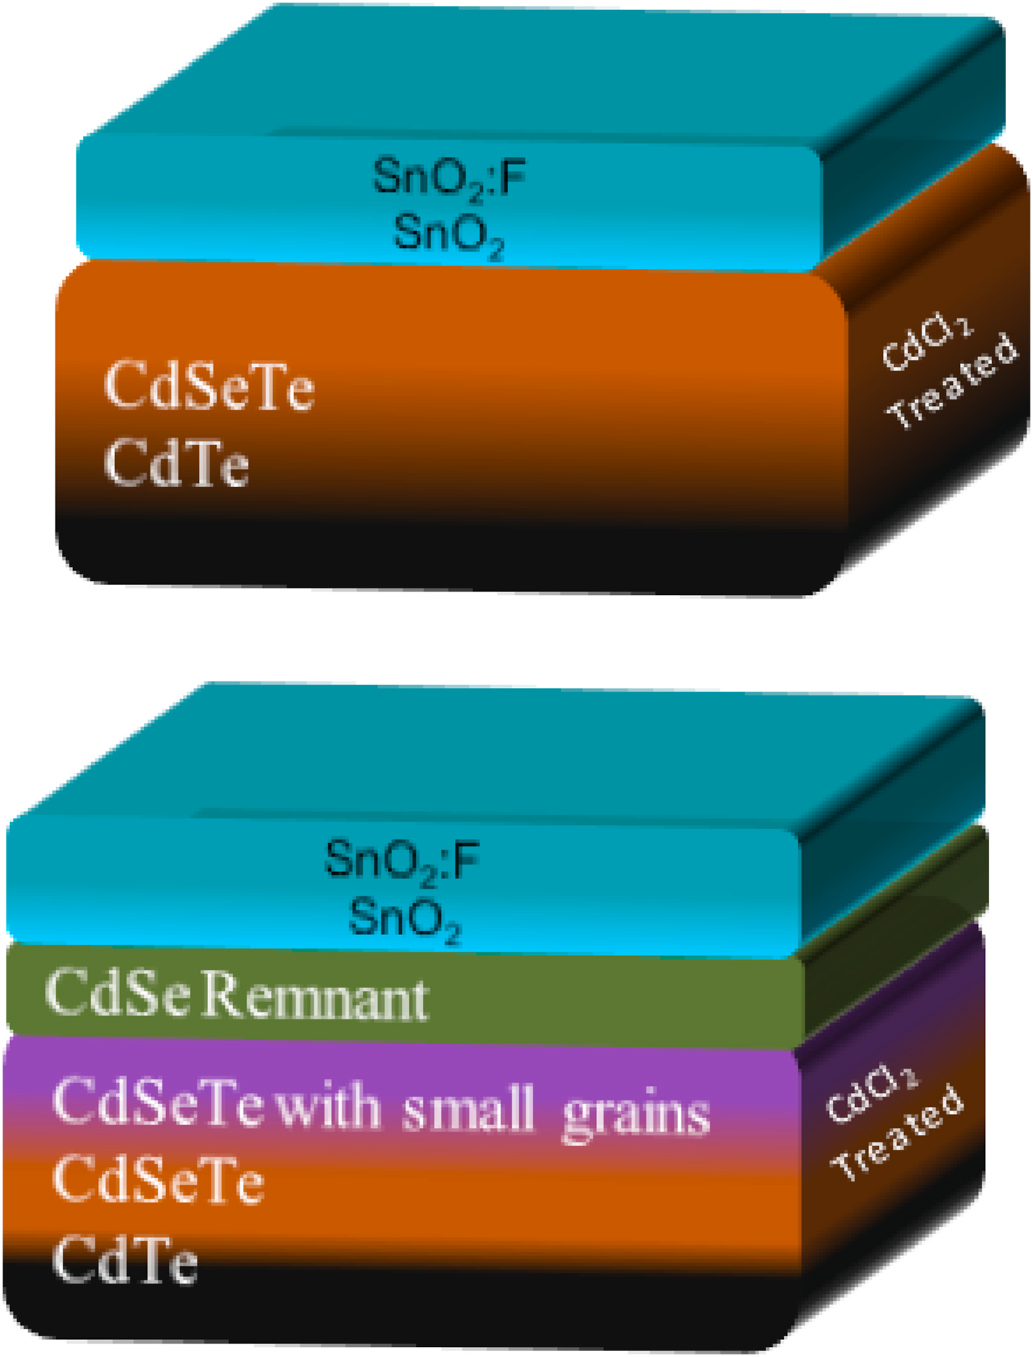 SnO₂:F
SnO₂
CdSeTe
CdTe
CdCl₂
Treated
SnO₂:F
SnO₂
CdSe Remnant
CdSeTe with small grains
CdSeTe
CdTe
CdCl₂
Treated